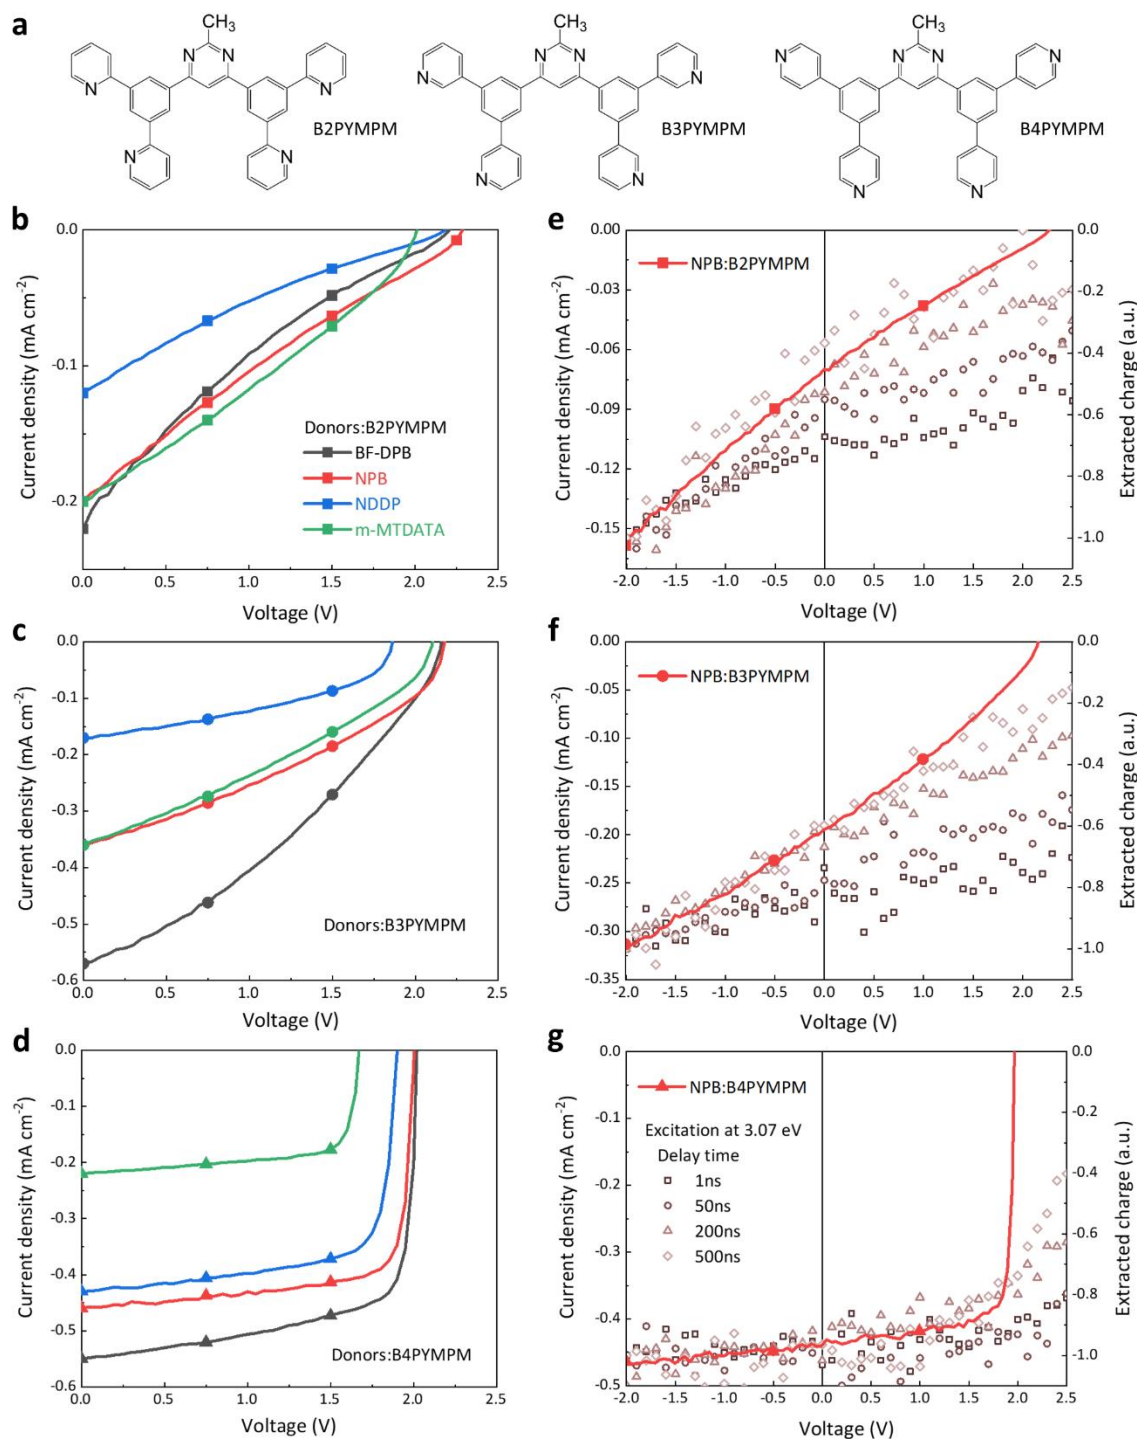 a
CH₃
N N
N N
N N
B2PYMPM
CH₃
N N
N N
N N
B3PYMPM
CH₃
N N
N N
N N
B4PYMPM
b
0.0
-0.1
-0.2
Current density (mA cm⁻²)
Donors:B2PYMPM
BF-DPB
NPB
NDDP
m-MTDATA
0.0 0.5 1.0 1.5 2.0 2.5
Voltage (V)
c
0.0
-0.1
-0.2
-0.3
-0.4
-0.5
-0.6
Current density (mA cm⁻²)
Donors:B3PYMPM
0.0 0.5 1.0 1.5 2.0 2.5
Voltage (V)
d
0.0
-0.1
-0.2
-0.3
-0.4
-0.5
-0.6
Current density (mA cm⁻²)
Donors:B4PYMPM
0.0 0.5 1.0 1.5 2.0 2.5
Voltage (V)
e
0.00
-0.03
-0.06
-0.09
-0.12
-0.15
Current density (mA cm⁻²)
NPB:B2PYMPM
0.0
-0.2
-0.4
-0.6
-0.8
-1.0
Extracted charge (a.u.)
-2.0 -1.5 -1.0 -0.5 0.0 0.5 1.0 1.5 2.0 2.5
Voltage (V)
f
0.00
-0.05
-0.10
-0.15
-0.20
-0.25
-0.30
-0.35
Current density (mA cm⁻²)
NPB:B3PYMPM
0.0
-0.2
-0.4
-0.6
-0.8
-1.0
Extracted charge (a.u.)
-2.0 -1.5 -1.0 -0.5 0.0 0.5 1.0 1.5 2.0 2.5
Voltage (V)
g
0.0
-0.1
-0.2
-0.3
-0.4
-0.5
Current density (mA cm⁻²)
NPB:B4PYMPM
Excitation at 3.07 eV
Delay time
1ns
50ns
200ns
500ns
0.0
-0.2
-0.4
-0.6
-0.8
-1.0
Extracted charge (a.u.)
-2.0 -1.5 -1.0 -0.5 0.0 0.5 1.0 1.5 2.0 2.5
Voltage (V)